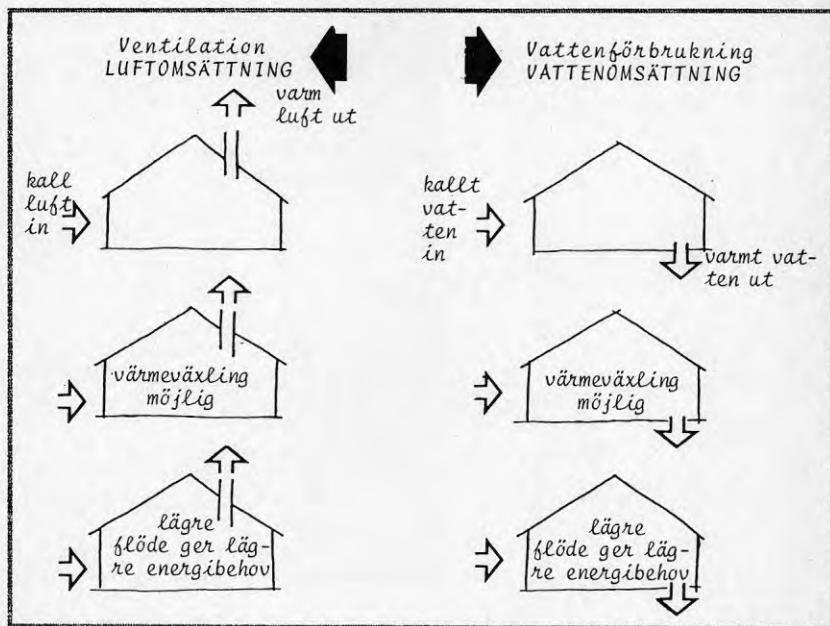 Ventilation
LUFTOMSÄTTNING
varm
luft ut
kall
luft
in
värmeväxling
möjlig
lägre
flöde ger läg-
re energibehov
Vattenförbrukning
VATTENOMSÄTTNING
kallt
vat-
ten
in
varmt vat-
ten ut
värmeväxling
möjlig
lägre
flöde ger läg-
re energibehov